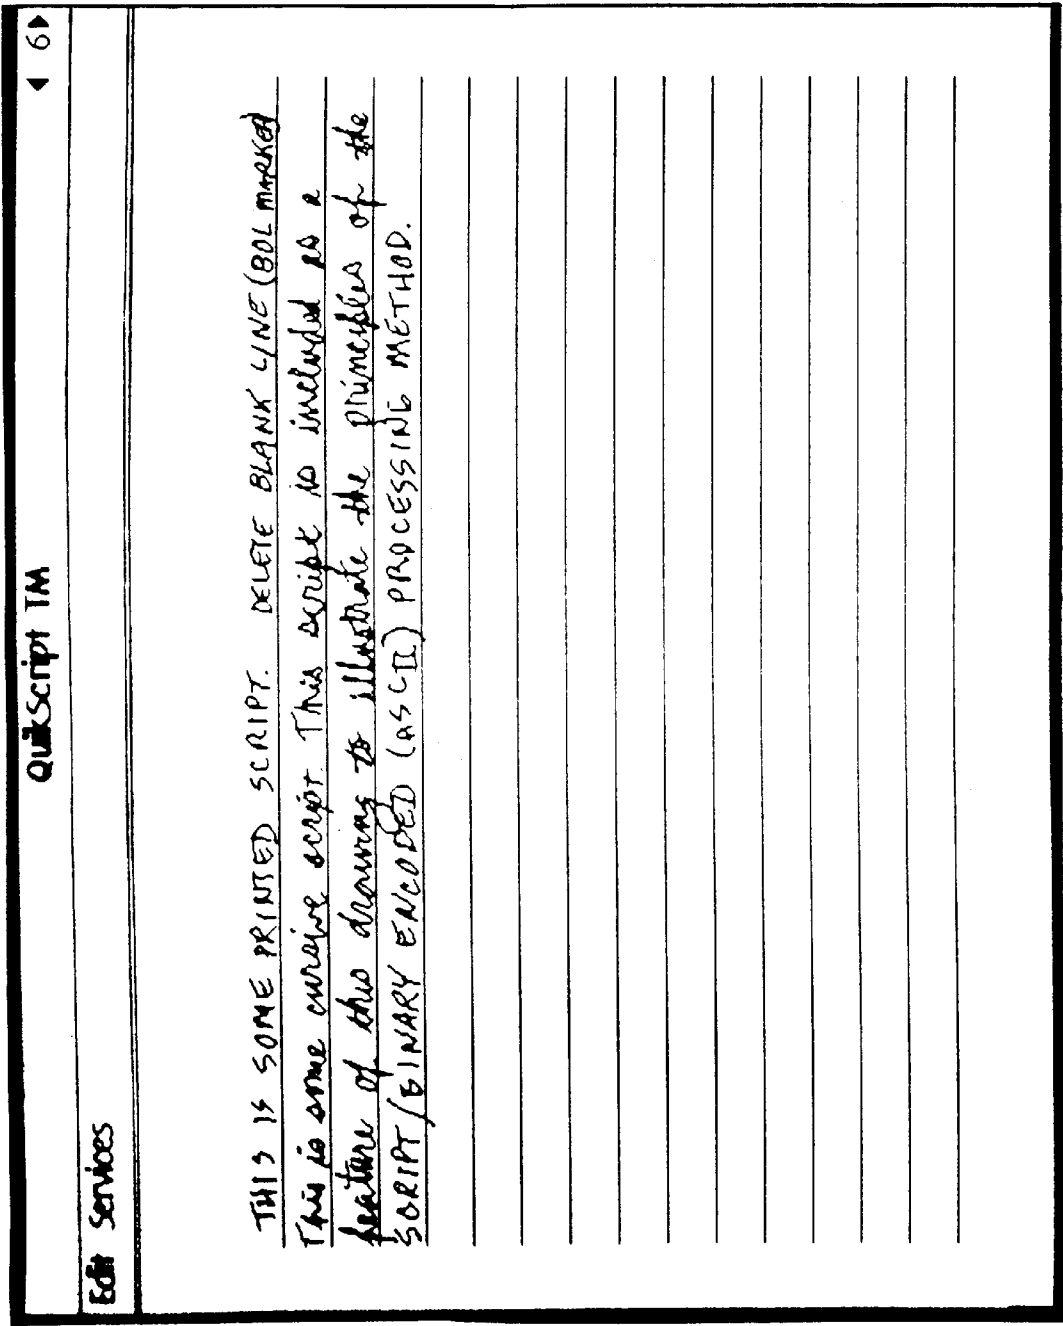 QuikScript TM
◀ 6▶
Edit Services
THIS IS SOME PRINTED SCRIPT. DELETE BLANK LINE (BOL MARKER)
This is some cursive script. This script is included as a
feature of this drawing to illustrate the principles of the
SCRIPT/BINARY ENCODED (ASCII) PROCESSING METHOD.